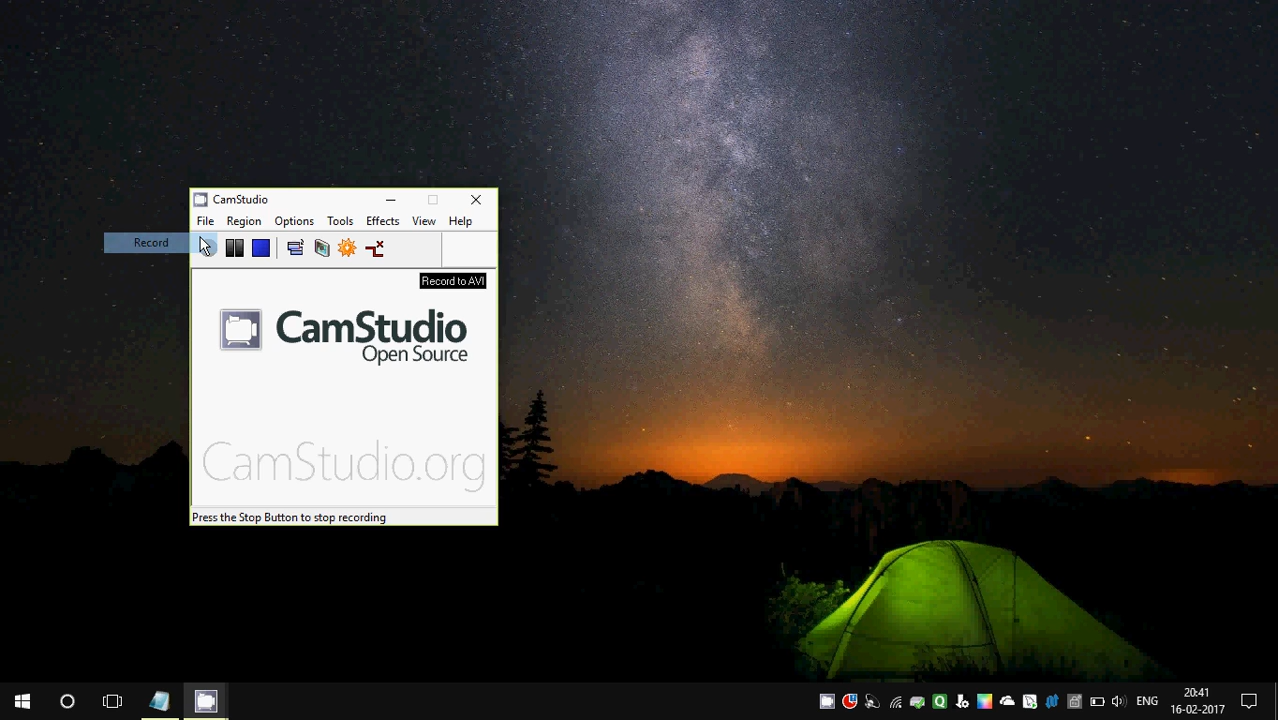 CamStudio
File Region Options Tools Effects View Help
Record
Record to AVI
CamStudio
Open Source
CamStudio.org
Press the Stop Button to stop recording
ENG
20:41
16-02-2017